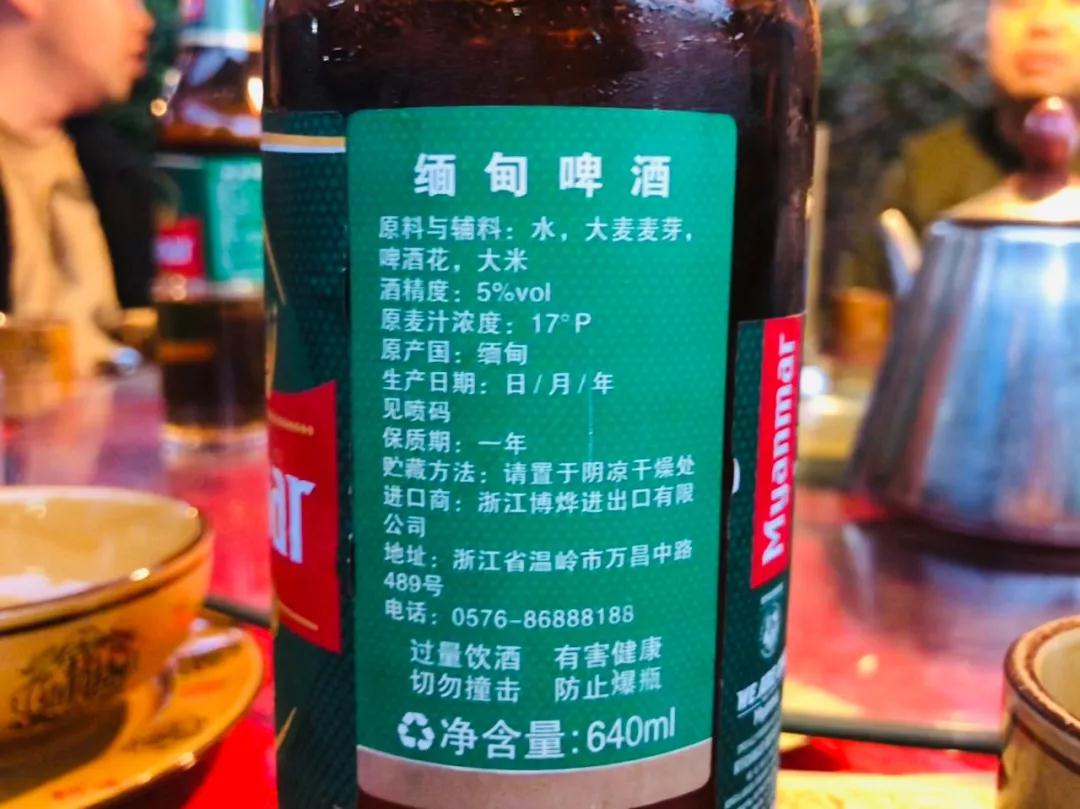 缅甸啤酒
原料与辅料：水，大麦麦芽，
啤酒花，大米
酒精度：5%vol
原麦汁浓度：17°P
原产国：缅甸
生产日期：日/月/年
见喷码
保质期：一年
贮藏方法：请置于阴凉干燥处
进口商：浙江博烨进出口有限
公司
地址：浙江省温岭市万昌中路
489号
电话：0576-86888188
过量饮酒 有害健康
切勿撞击 防止爆瓶
净含量:640ml
ar
Myanmar